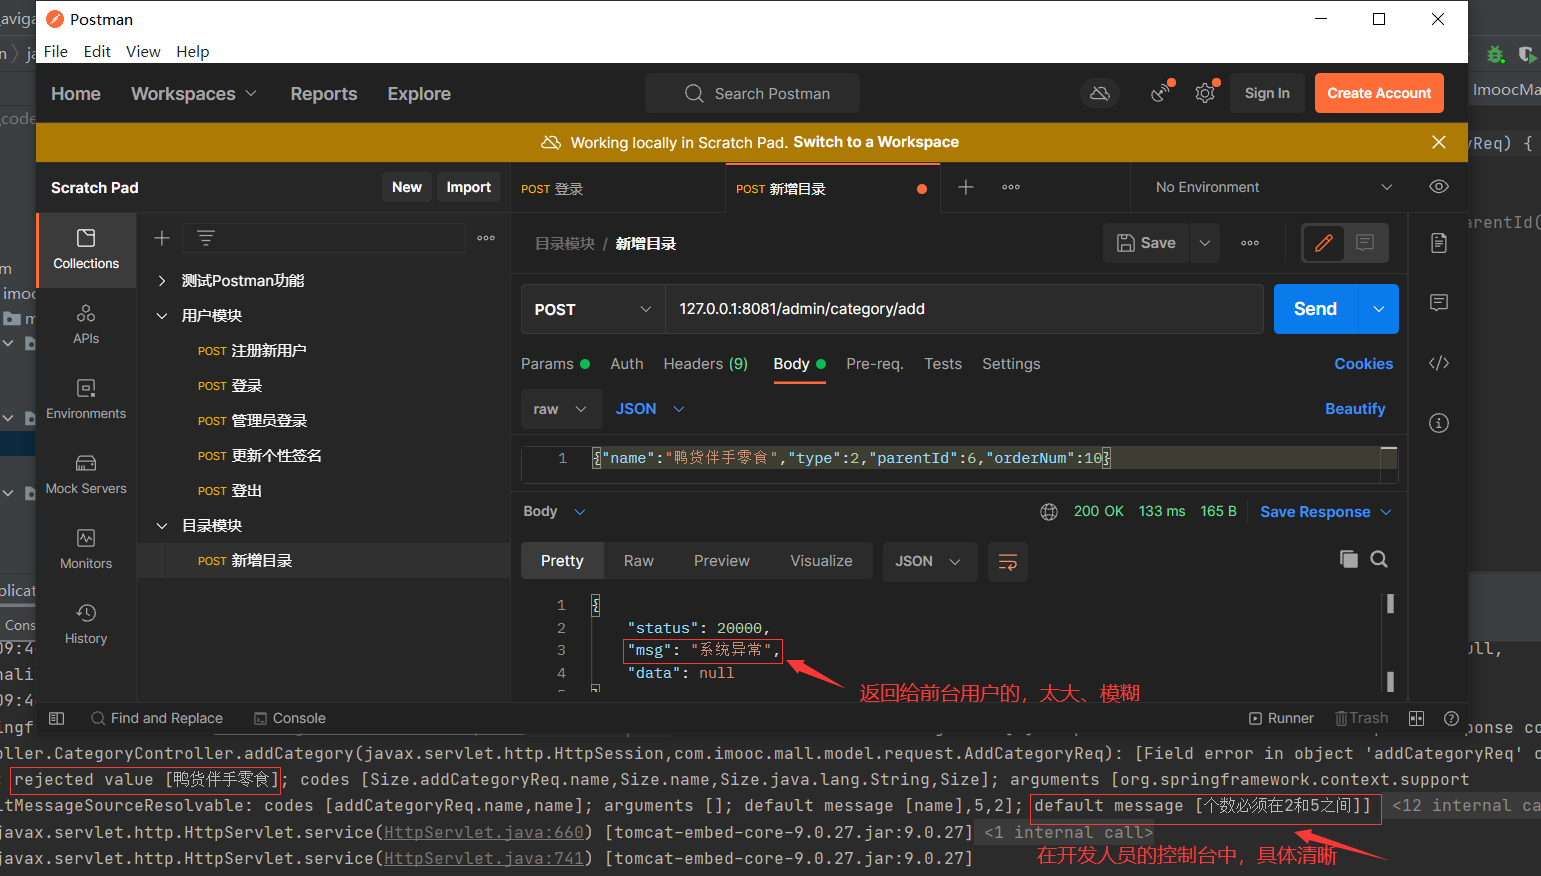 Postman
File Edit View Help
Home Workspaces Reports Explore Search Postman Sign In Create Account
ImocMa
_code
Working locally in Scratch Pad. Switch to a Workspace
yReq) {
Scratch Pad New Import POST 登录 POST 新增目录 No Environment
arentId(
目录模块 / 新增目录 Save
Collections
测试Postman功能
POST 127.0.0.1:8081/admin/category/add Send
用户模块
APIs
POST 注册新用户
Params Auth Headers (9) Body Pre-req. Tests Settings Cookies
POST 登录
raw JSON Beautify
Environments
POST 管理员登录
POST 更新个性签名
1 {"name":"鸭货伴手零食","type":2,"parentId":6,"orderNum":10}
Mock Servers
POST 登出
Body 200 OK 133 ms 165 B Save Response
目录模块
POST 新增目录
Pretty Raw Preview Visualize JSON
Monitors
1 {
2 "status": 20000,
3 "msg": "系统异常",
4 "data": null
5 }
History
返回给前台用户的，太大、模糊
Find and Replace Console Runner Trash
oller.CategoryController.addCategory(javax.servlet.http.HttpSession,com.imooc.mall.model.request.AddCategoryReq): [Field error in object 'addCategoryReq' o
rejected value [鸭货伴手零食]; codes [Size.addCategoryReq.name,Size.name,Size.java.lang.String,Size]; arguments [org.springframework.context.support
ltMessageSourceResolvable: codes [addCategoryReq.name,name]; arguments []; default message [name],5,2]; default message [个数必须在2和5之间]] <12 internal ca
javax.servlet.http.HttpServlet.service(HttpServlet.java:660) [tomcat-embed-core-9.0.27.jar:9.0.27] <1 internal call>
javax.servlet.http.HttpServlet.service(HttpServlet.java:741) [tomcat-embed-core-9.0.27.jar:9.0.27]
在开发人员的控制台中，具体清晰